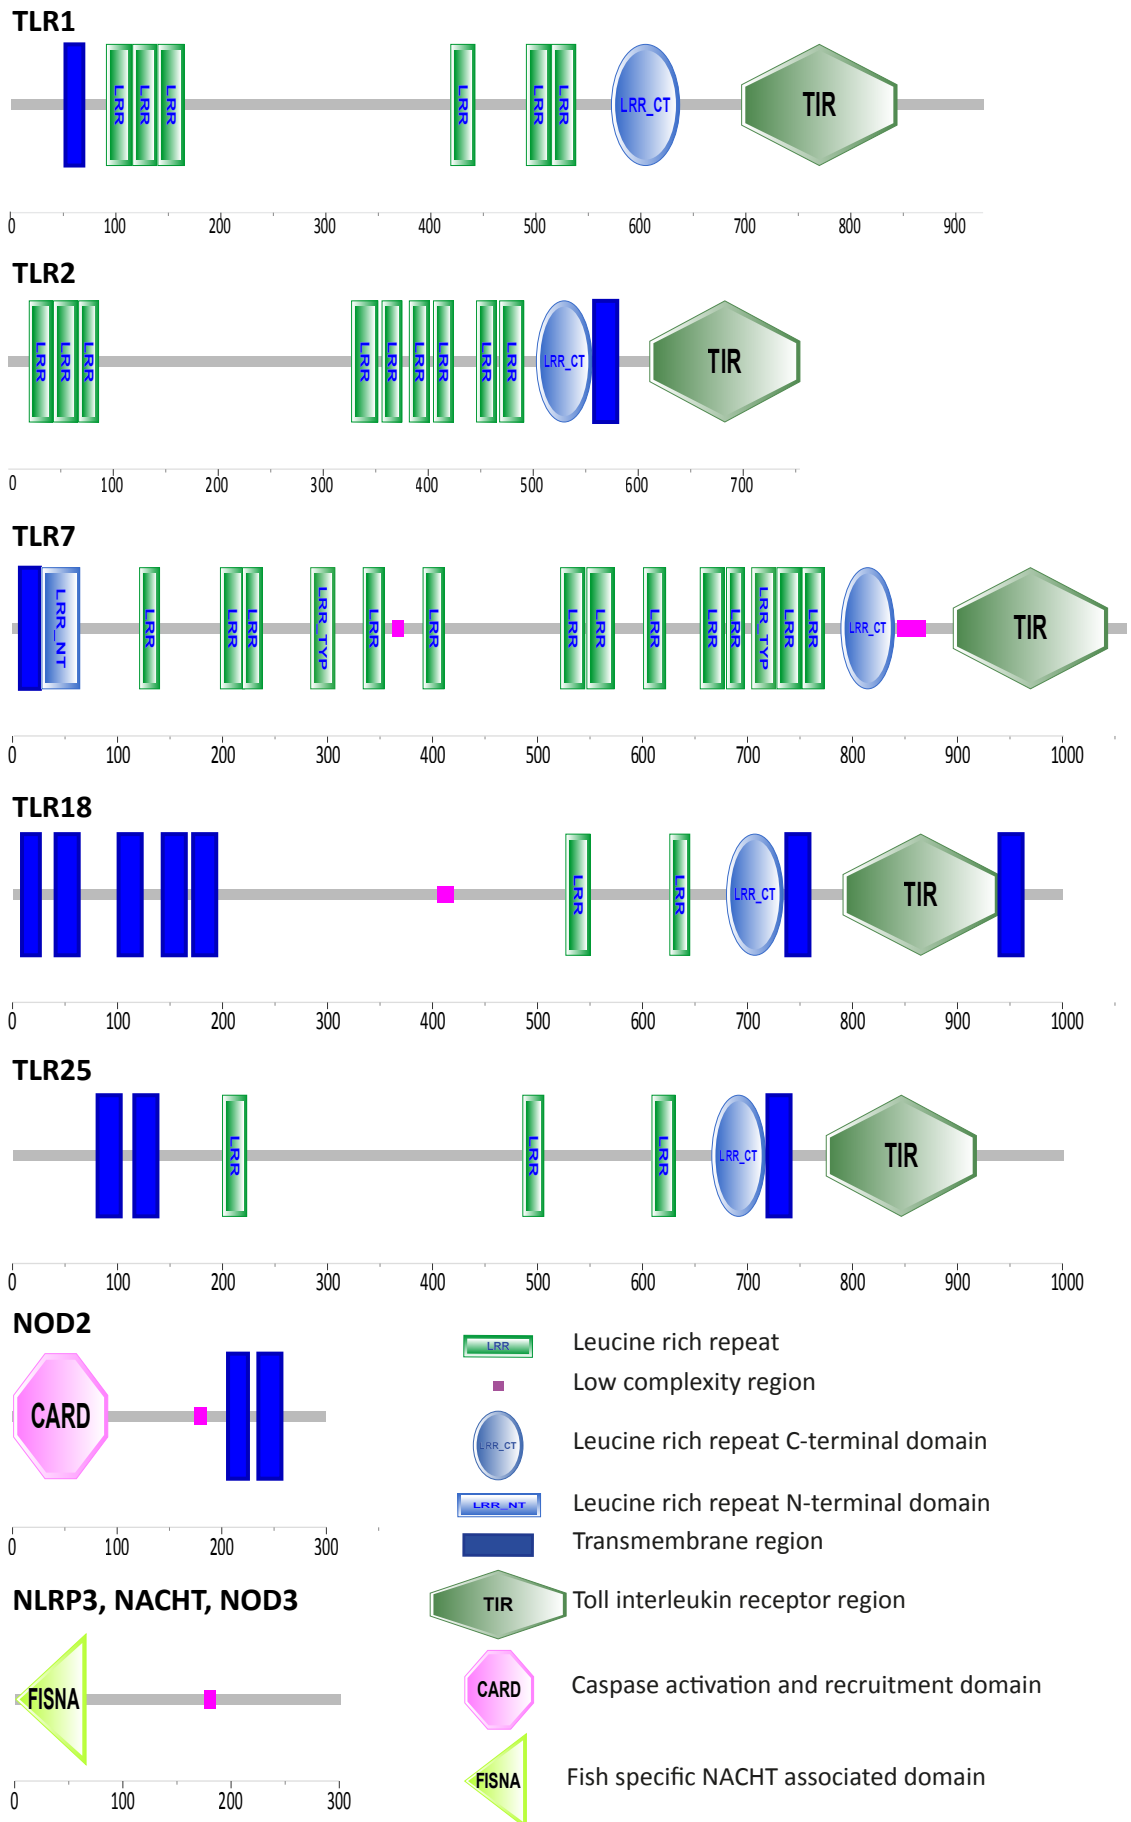 TLR1
LRR LRR LRR LRR LRR LRR LRR_CT TIR
0 100 200 300 400 500 600 700 800 900
TLR2
LRR LRR LRR LRR LRR LRR LRR LRR LRR LRR_CT TIR
0 100 200 300 400 500 600 700
TLR7
LRR_NT LRR LRR LRR LRR_TYP LRR LRR LRR LRR LRR LRR LRR LRR_TYP LRR LRR LRR_CT TIR
0 100 200 300 400 500 600 700 800 900 1000
TLR18
LRR LRR LRR_CT TIR
0 100 200 300 400 500 600 700 800 900 1000
TLR25
LRR LRR LRR LRR_CT TIR
0 100 200 300 400 500 600 700 800 900 1000
NOD2
CARD
0 100 200 300
NLRP3, NACHT, NOD3
FISNA
0 100 200 300
LRR Leucine rich repeat
Low complexity region
LRR_CT Leucine rich repeat C-terminal domain
LRR_NT Leucine rich repeat N-terminal domain
Transmembrane region
TIR Toll interleukin receptor region
CARD Caspase activation and recruitment domain
FISNA Fish specific NACHT associated domain